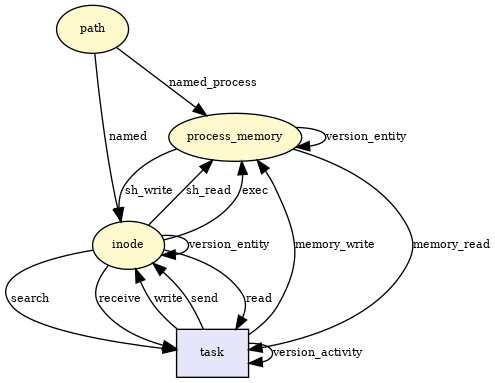 path
named_process
named
process_memory
version_entity
sh_write
sh_read
exec
inode
version_entity
memory_write
memory_read
search
receive
write
send
read
task
version_activity